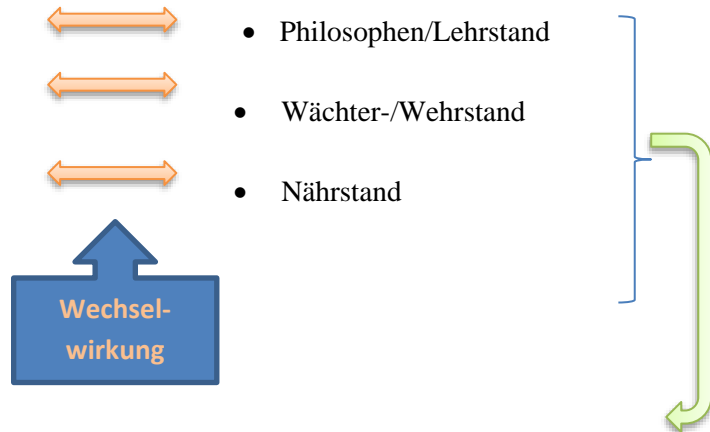 • Philosophen/Lehrstand
• Wächter-/Wehrstand
• Nährstand
Wechsel-
wirkung